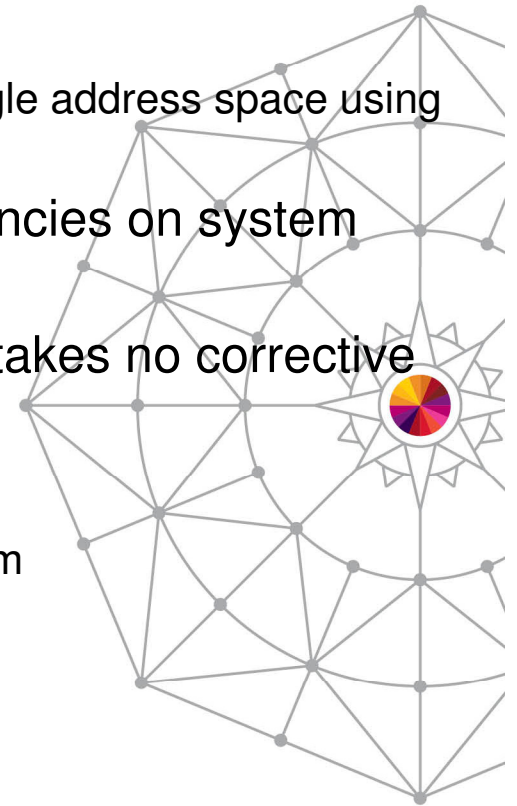 gle address space using
ncies on system
takes no corrective
m